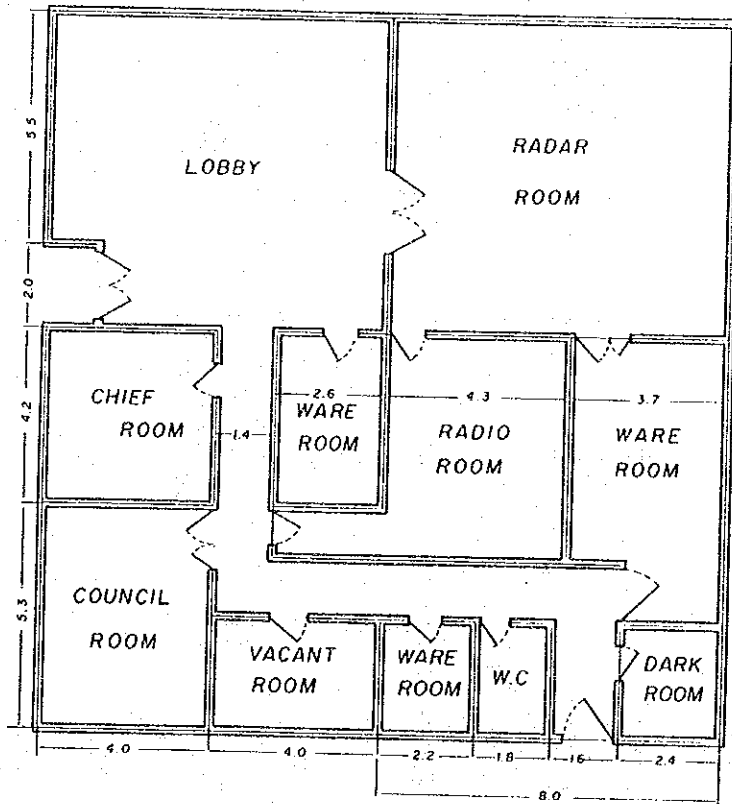 5.5
LOBBY
RADAR
ROOM
2.0
4.2
CHIEF
ROOM
1.4
2.6
WARE
ROOM
4.3
RADIO
ROOM
3.7
WARE
ROOM
5.3
COUNCIL
ROOM
VACANT
ROOM
WARE
ROOM
W.C
DARK
ROOM
4.0
4.0
2.2
1.8
1.6
2.4
8.0